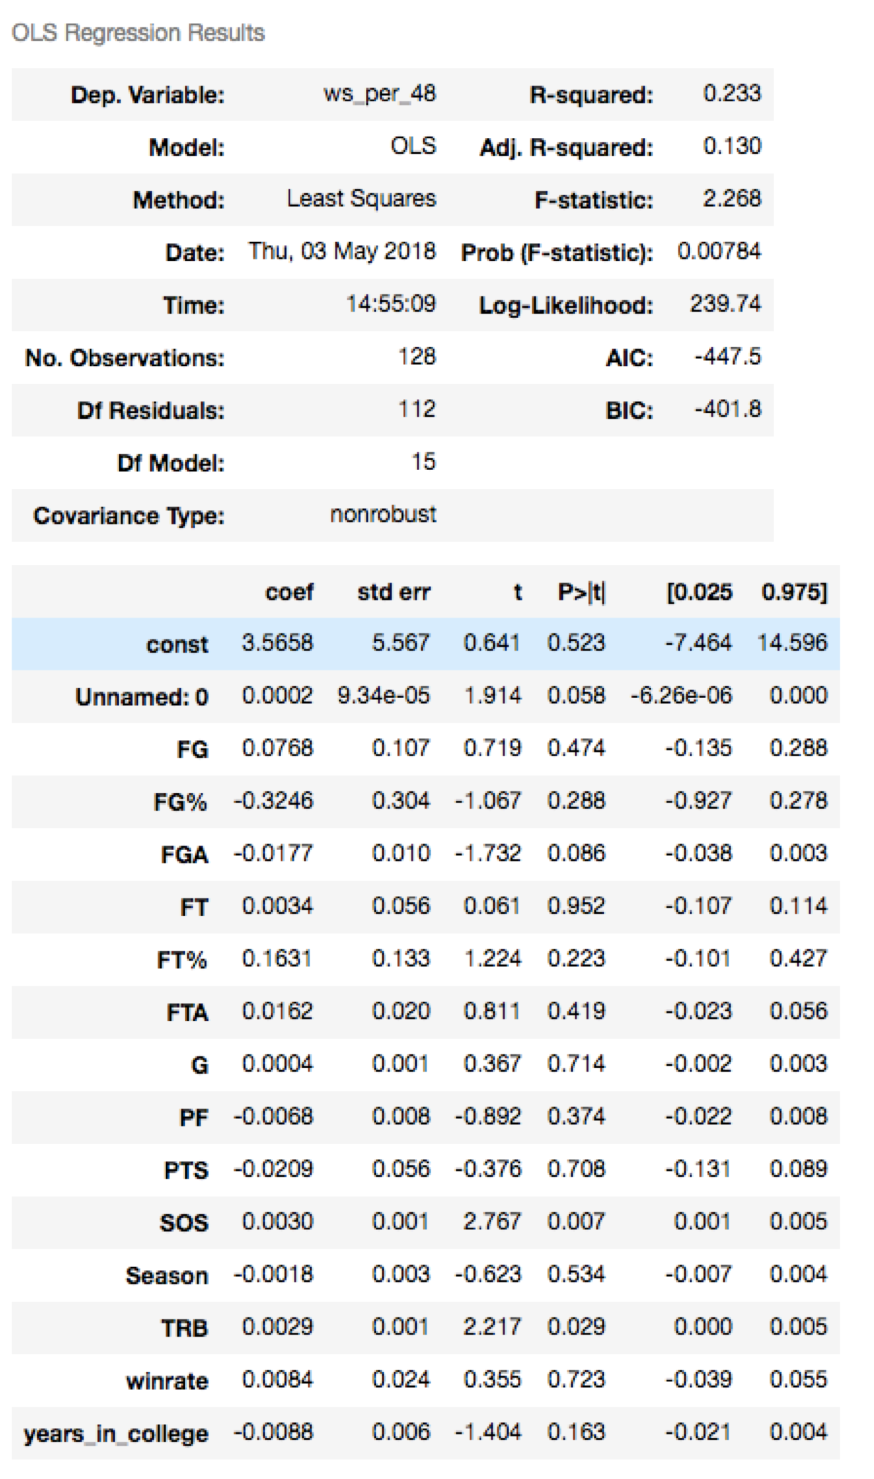 OLS Regression Results
Dep. Variable: ws_per_48 R-squared: 0.233
Model: OLS Adj. R-squared: 0.130
Method: Least Squares F-statistic: 2.268
Date: Thu, 03 May 2018 Prob (F-statistic): 0.00784
Time: 14:55:09 Log-Likelihood: 239.74
No. Observations: 128 AIC: -447.5
Df Residuals: 112 BIC: -401.8
Df Model: 15
Covariance Type: nonrobust
coef std err t P>|t| [0.025 0.975]
const 3.5658 5.567 0.641 0.523 -7.464 14.596
Unnamed: 0 0.0002 9.34e-05 1.914 0.058 -6.26e-06 0.000
FG 0.0768 0.107 0.719 0.474 -0.135 0.288
FG% -0.3246 0.304 -1.067 0.288 -0.927 0.278
FGA -0.0177 0.010 -1.732 0.086 -0.038 0.003
FT 0.0034 0.056 0.061 0.952 -0.107 0.114
FT% 0.1631 0.133 1.224 0.223 -0.101 0.427
FTA 0.0162 0.020 0.811 0.419 -0.023 0.056
G 0.0004 0.001 0.367 0.714 -0.002 0.003
PF -0.0068 0.008 -0.892 0.374 -0.022 0.008
PTS -0.0209 0.056 -0.376 0.708 -0.131 0.089
SOS 0.0030 0.001 2.767 0.007 0.001 0.005
Season -0.0018 0.003 -0.623 0.534 -0.007 0.004
TRB 0.0029 0.001 2.217 0.029 0.000 0.005
winrate 0.0084 0.024 0.355 0.723 -0.039 0.055
years_in_college -0.0088 0.006 -1.404 0.163 -0.021 0.004